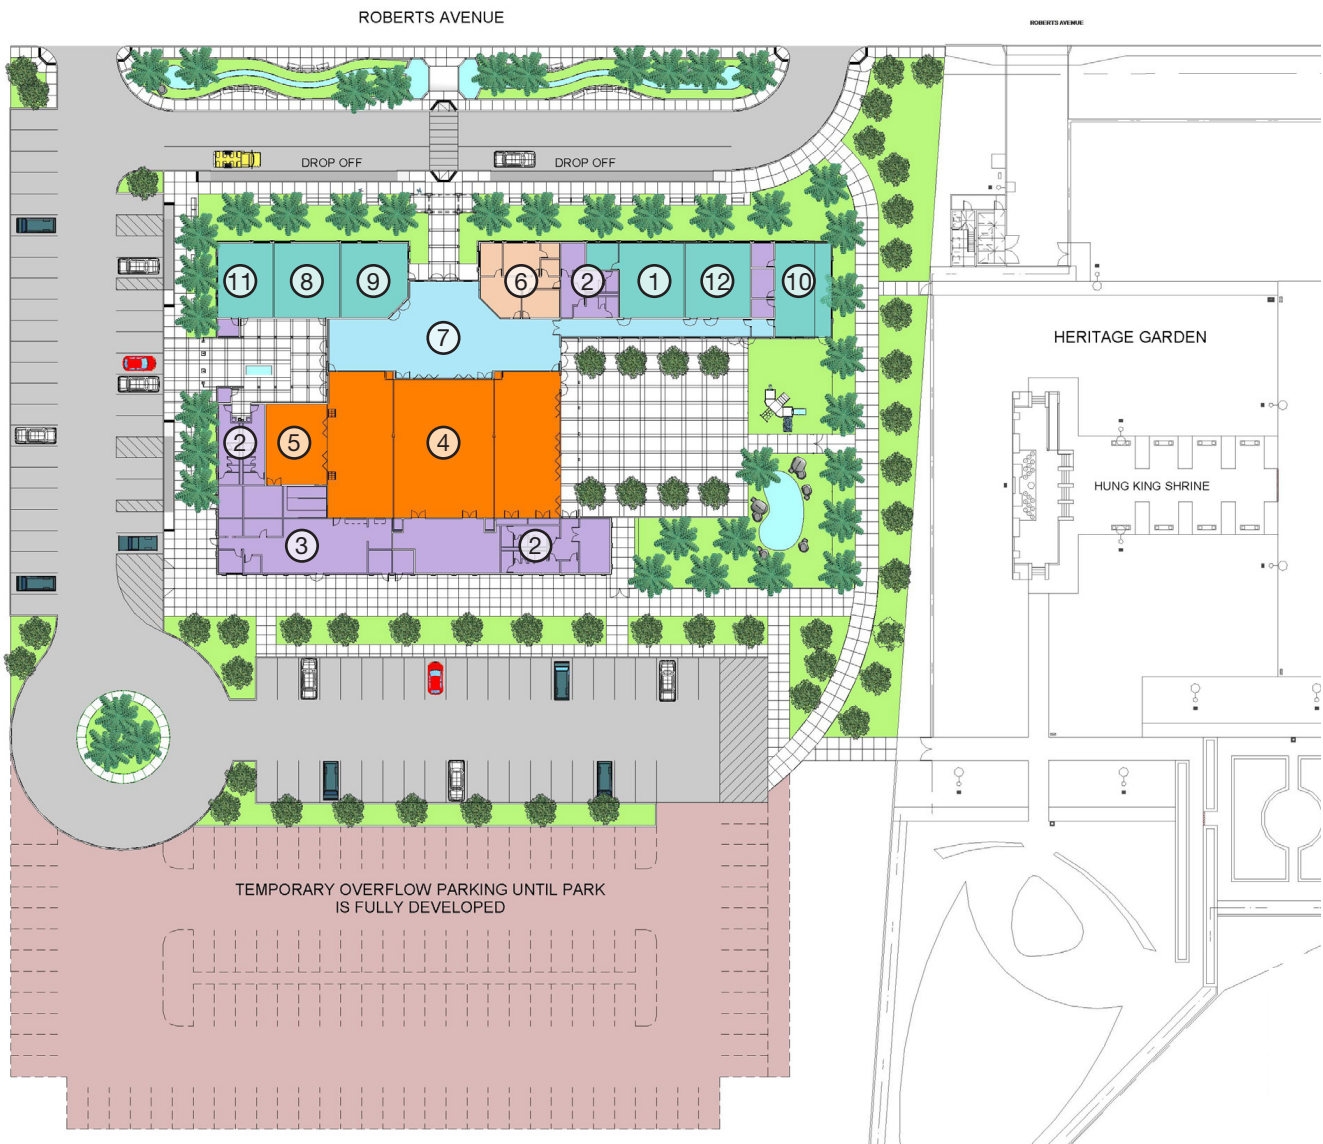 ROBERTS AVENUE
ROBERTS AVENUE
DROP OFF
DROP OFF
11
8
9
6
2
1
12
10
7
HERITAGE GARDEN
2
5
4
HUNG KING SHRINE
3
2
TEMPORARY OVERFLOW PARKING UNTIL PARK
IS FULLY DEVELOPED